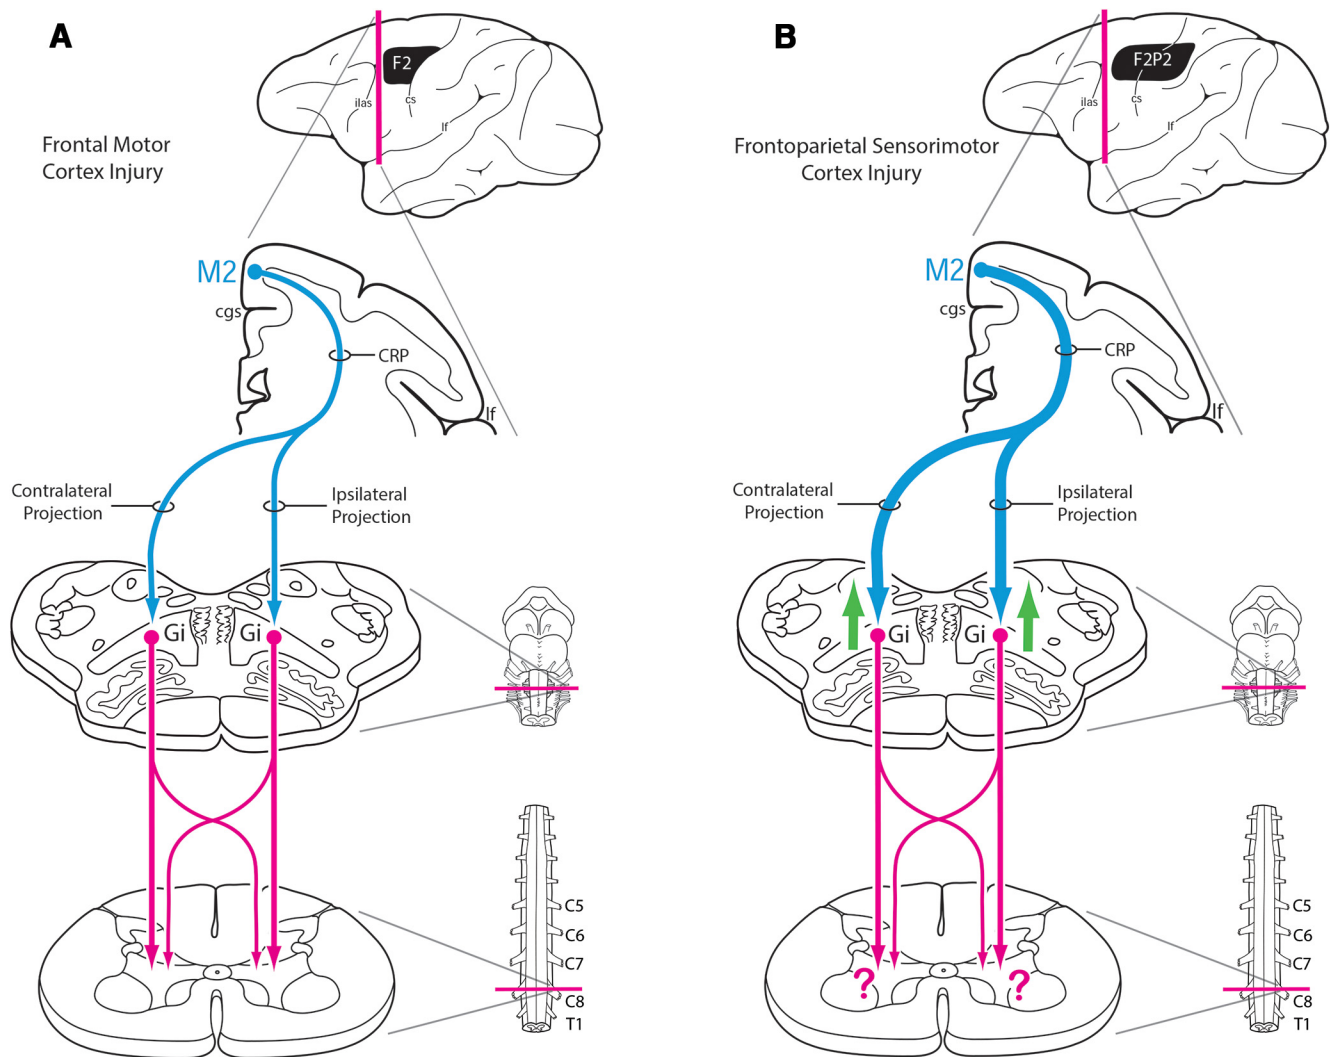 A
F2
ilas
cs
lf
Frontal Motor
Cortex Injury
M2
cgs
CRP
lf
Contralateral
Projection
Ipsilateral
Projection
Gi
Gi
C5
C6
C7
C8
T1
B
F2P2
ilas
cs
lf
Frontoparietal Sensorimotor
Cortex Injury
M2
cgs
CRP
lf
Contralateral
Projection
Ipsilateral
Projection
Gi
Gi
?
?
C5
C6
C7
C8
T1